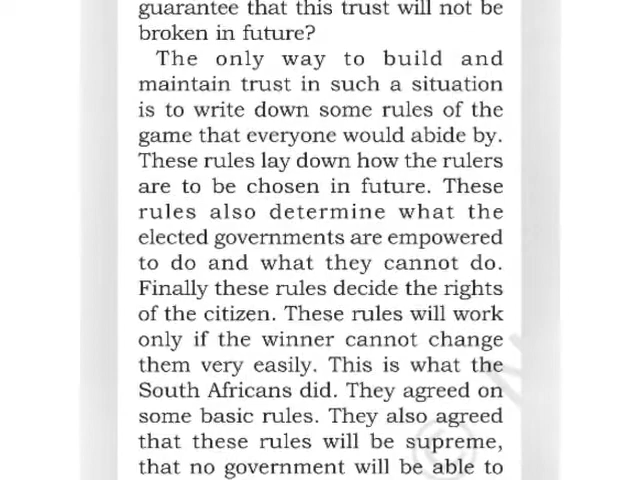 guarantee that this trust will not be
broken in future?
The only way to build and
maintain trust in such a situation
is to write down some rules of the
game that everyone would abide by.
These rules lay down how the rulers
are to be chosen in future. These
rules also determine what the
elected governments are empowered
to do and what they cannot do.
Finally these rules decide the rights
of the citizen. These rules will work
only if the winner cannot change
them very easily. This is what the
South Africans did. They agreed on
some basic rules. They also agreed
that these rules will be supreme,
that no government will be able to